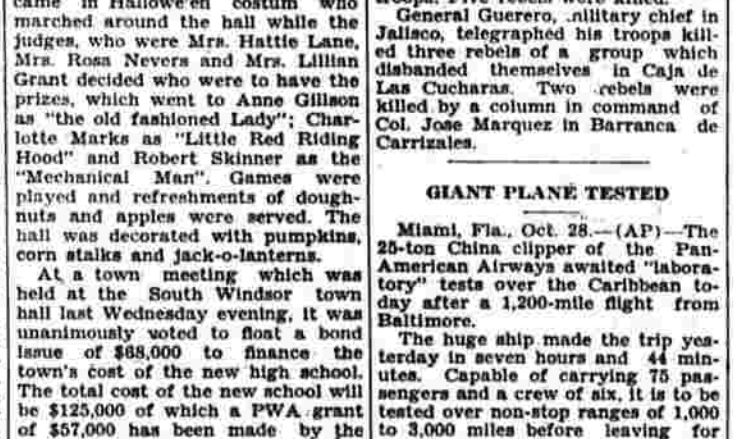 came in Hallowe'en costum who
marched around the hall while the
judges, who were Mrs. Hattie Lane,
Mrs. Rosa Nevers and Mrs. Lillian
Grant decided who were to have the
prizes, which went to Anne Gillson
as "the old fashioned Lady"; Char-
lotte Marks as "Little Red Riding
Hood" and Robert Skinner as the
"Mechanical Man". Games were
played and refreshments of dough-
nuts and apples were served. The
hall was decorated with pumpkins,
corn stalks and jack-o-lanterns.
At a town meeting which was
held at the South Windsor town
hall last Wednesday evening, it was
unanimously voted to float a bond
issue of $68,000 to finance the
town's cost of the new high school.
The total cost of the new school will
be $125,000 of which a PWA grant
of $57,000 has been made by the
troops. Five rebels were killed.
General Guerero, military chief in
Jalisco, telegraphed his troops kill-
ed three rebels of a group which
disbanded themselves in Caja de
Las Cucharas. Two rebels were
killed by a column in command of
Col. Jose Marquez in Barranca de
Carrizales.
GIANT PLANE TESTED
Miami, Fla., Oct. 28.—(AP)—The
25-ton China clipper of the Pan-
American Airways awaited "labora-
tory" tests over the Caribbean to-
day after a 1,200-mile flight from
Baltimore.
The huge ship made the trip yes-
terday in seven hours and 44 min-
utes. Capable of carrying 75 pas-
sengers and a crew of six, it is to be
tested over non-stop ranges of 1,000
to 3,000 miles before leaving for